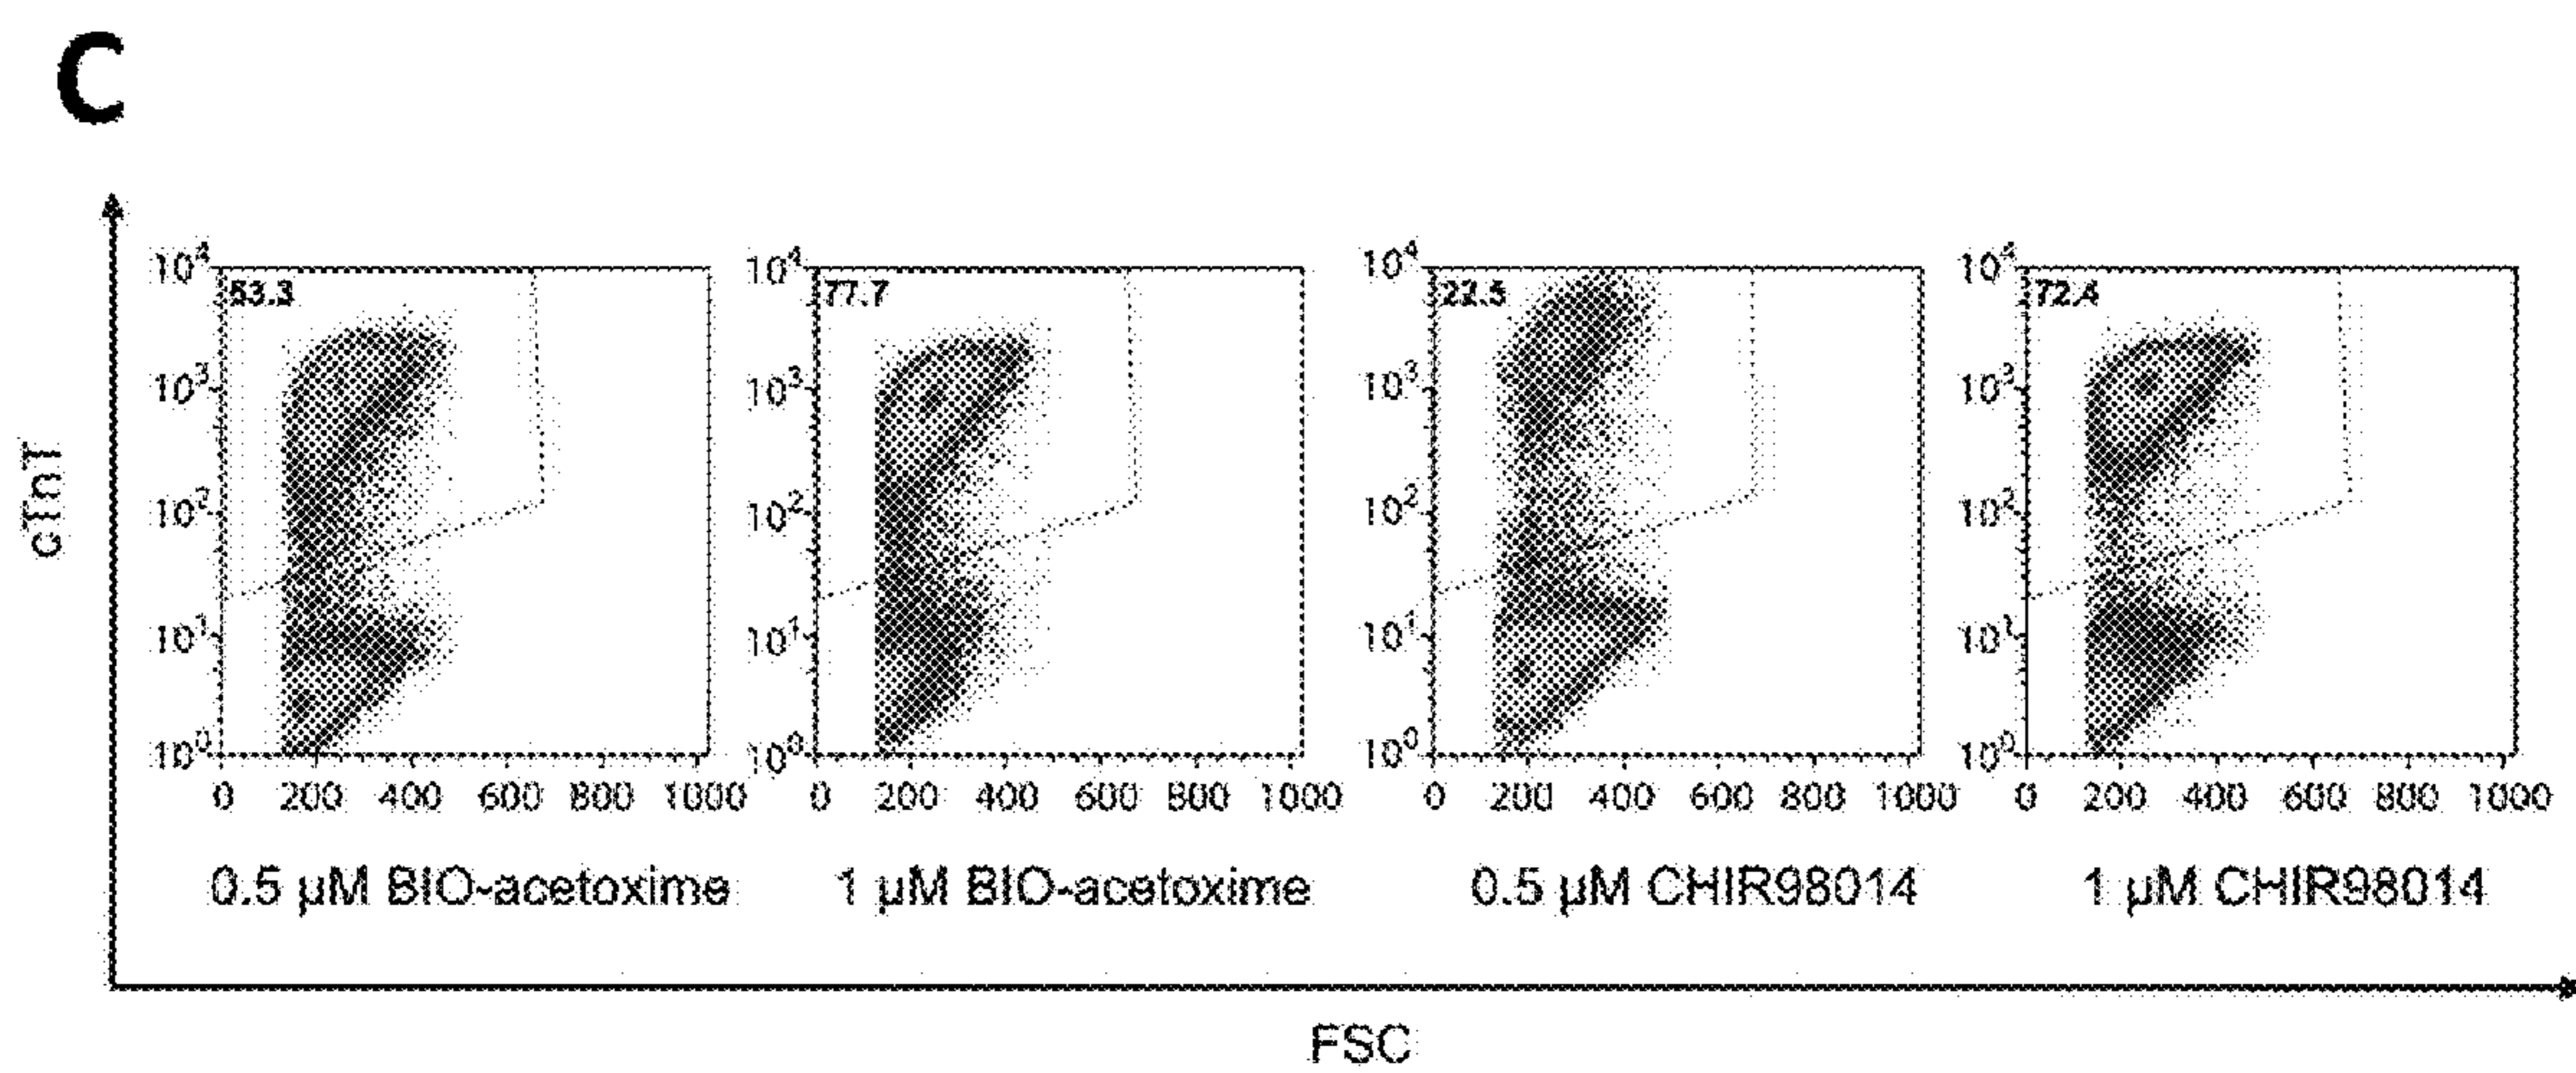 C
cTnT
10⁴ 10³ 10² 10¹ 10⁰
53.3
0 200 400 600 800 1000
0.5 µM BIO-acetoxime
10⁴ 10³ 10² 10¹ 10⁰
77.7
0 200 400 600 800 1000
1 µM BIO-acetoxime
10⁴ 10³ 10² 10¹ 10⁰
22.5
0 200 400 600 800 1000
0.5 µM CHIR98014
10⁴ 10³ 10² 10¹ 10⁰
72.4
0 200 400 600 800 1000
1 µM CHIR98014
FSC